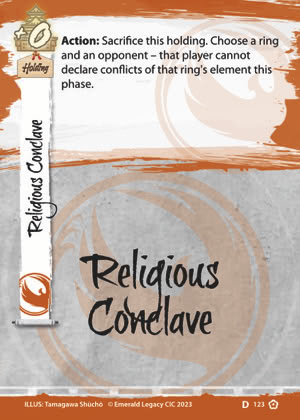 +0
Holding
Action: Sacrifice this holding. Choose a ring
and an opponent – that player cannot
declare conflicts of that ring's element this
phase.
Religious Conclave
Religious
Conclave
ILLUS: Tamagawa Shūchō © Emerald Legacy CIC 2023
D 123